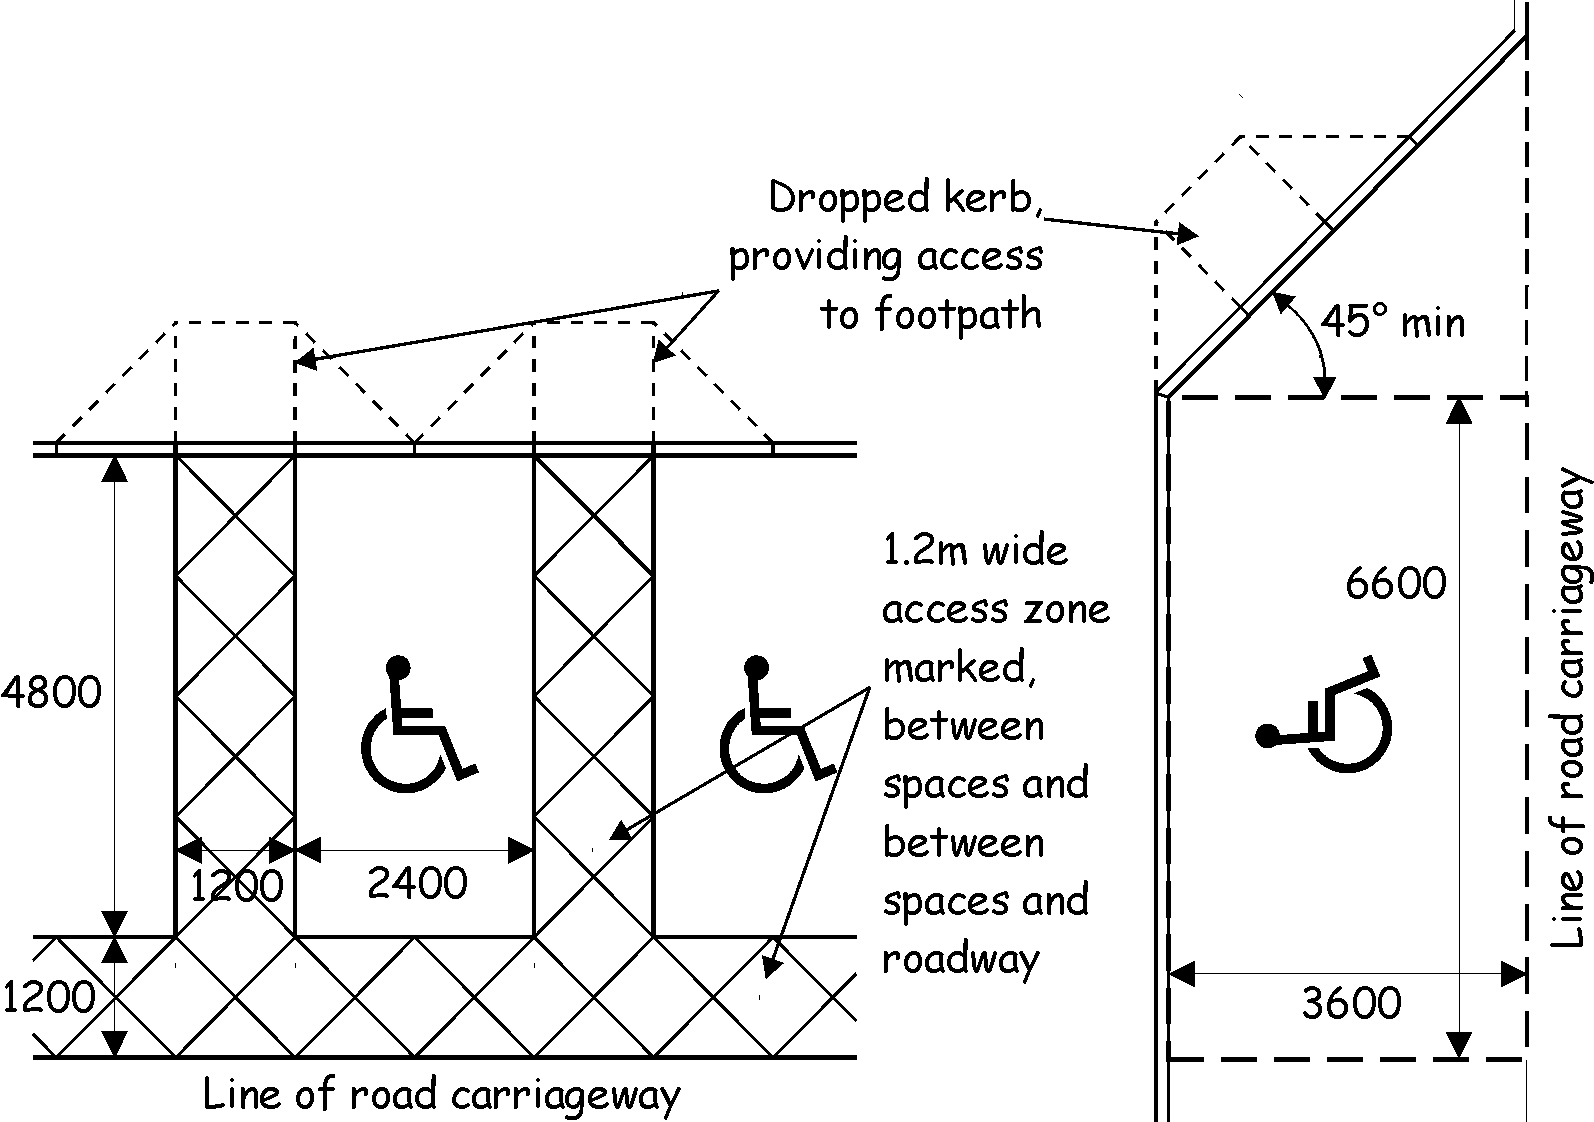 Dropped kerb,
providing access
to footpath
45° min
1.2m wide
access zone
marked,
between
spaces and
between
spaces and
roadway
4800
1200
2400
1200
Line of road carriageway
6600
3600
Line of road carriageway